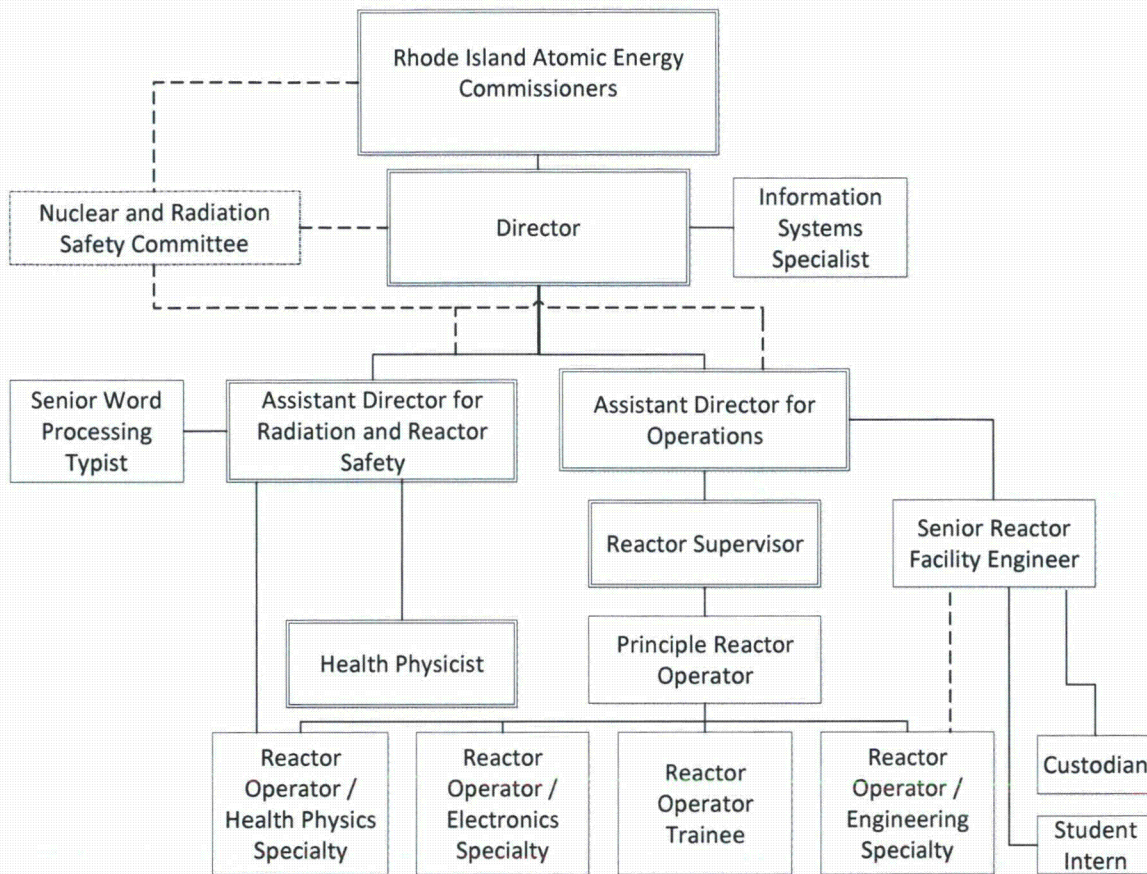 Rhode Island Atomic Energy
Commissioners
Nuclear and Radiation
Safety Committee
Director
Information
Systems
Specialist
Senior Word
Processing
Typist
Assistant Director for
Radiation and Reactor
Safety
Assistant Director for
Operations
Reactor Supervisor
Senior Reactor
Facility Engineer
Health Physicist
Principle Reactor
Operator
Reactor
Operator /
Health Physics
Specialty
Reactor
Operator /
Electronics
Specialty
Reactor
Operator
Trainee
Reactor
Operator /
Engineering
Specialty
Custodian
Student
Intern